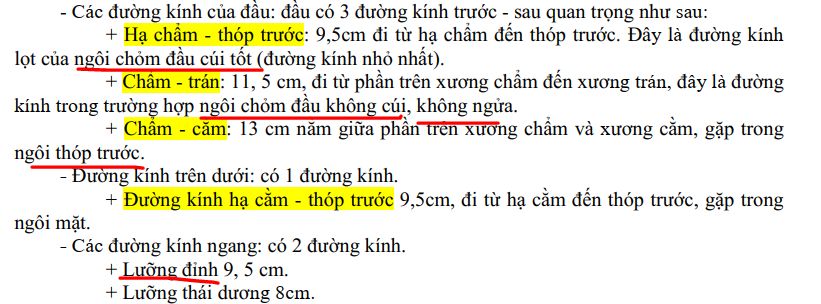 - Các đường kính của đầu: đầu có 3 đường kính trước - sau quan trọng như sau:
+ Hạ chẩm - thóp trước: 9,5cm đi từ hạ chẩm đến thóp trước. Đây là đường kính
lọt của ngôi chỏm đầu cúi tốt (đường kính nhỏ nhất).
+ Chẩm - trán: 11, 5 cm, đi từ phần trên xương chẩm đến xương trán, đây là đường
kính trong trường hợp ngôi chỏm đầu không cúi, không ngửa.
+ Chẩm - cằm: 13 cm năm giữa phần trên xương chẩm và xương cằm, gặp trong
ngôi thóp trước.
- Đường kính trên dưới: có 1 đường kính.
+ Đường kính hạ cằm - thóp trước 9,5cm, đi từ hạ cằm đến thóp trước, gặp trong
ngôi mặt.
- Các đường kính ngang: có 2 đường kính.
+ Lưỡng đỉnh 9, 5 cm.
+ Lưỡng thái dương 8cm.